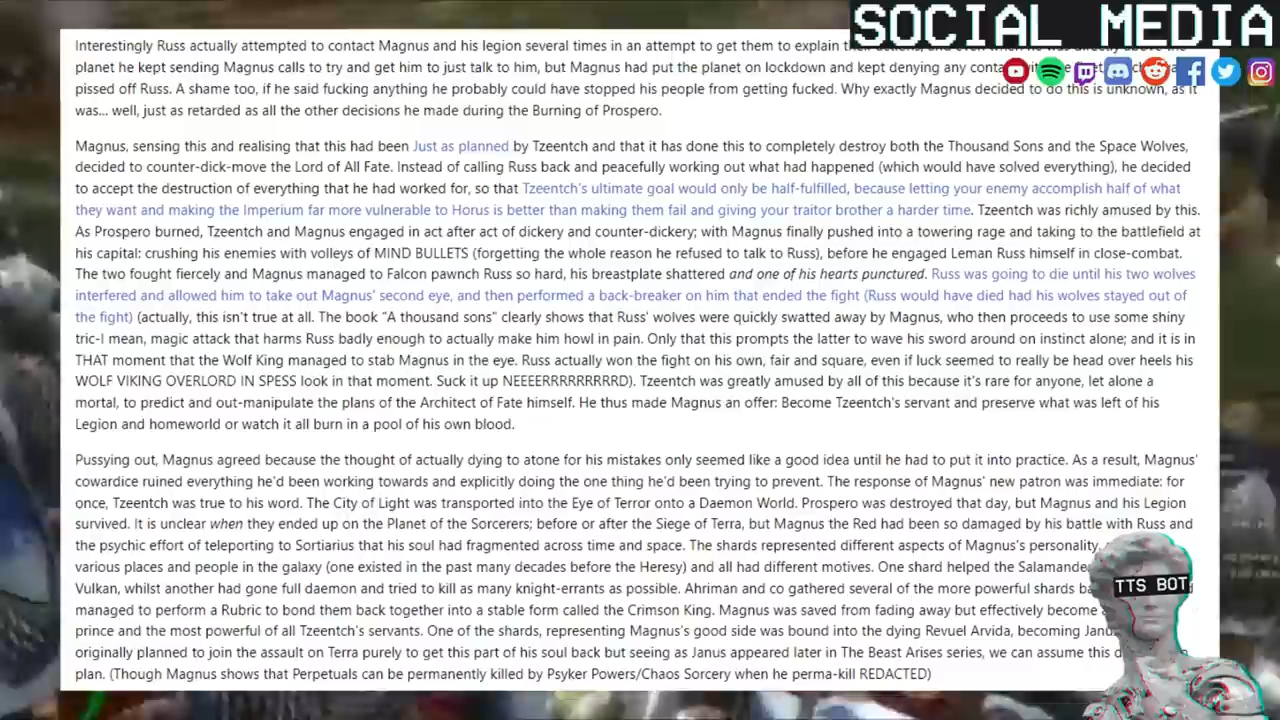 SOCIAL MEDIA
Interestingly Russ actually attempted to contact Magnus and his legion several times in an attempt to get them to explain
planet he kept sending Magnus calls to try and get him to just talk to him, but Magnus had put the planet on lockdown and kept denying any
pissed off Russ. A shame too, if he said fucking anything he probably could have stopped his people from getting fucked. Why exactly Magnus decided to do this is unknown, as it
was... well, just as retarded as all the other decisions he made during the Burning of Prospero.
Magnus, sensing this and realising that this had been Just as planned by Tzeentch and that it has done this to completely destroy both the Thousand Sons and the Space Wolves,
decided to counter-dick-move the Lord of All Fate. Instead of calling Russ back and peacefully working out what had happened (which would have solved everything), he decided
to accept the destruction of everything that he had worked for, so that Tzeentch's ultimate goal would only be half-fulfilled, because letting your enemy accomplish half of what
they want and making the Imperium far more vulnerable to Horus is better than making them fail and giving your traitor brother a harder time. Tzeentch was richly amused by this.
As Prospero burned, Tzeentch and Magnus engaged in act after act of dickery and counter-dickery; with Magnus finally pushed into a towering rage and taking to the battlefield at
his capital: crushing his enemies with volleys of MIND BULLETS (forgetting the whole reason he refused to talk to Russ), before he engaged Leman Russ himself in close-combat.
The two fought fiercely and Magnus managed to Falcon pawnch Russ so hard, his breastplate shattered and one of his hearts punctured. Russ was going to die until his two wolves
interfered and allowed him to take out Magnus' second eye, and then performed a back-breaker on him that ended the fight (Russ would have died had his wolves stayed out of
the fight) (actually, this isn't true at all. The book "A thousand sons" clearly shows that Russ' wolves were quickly swatted away by Magnus, who then proceeds to use some shiny
tric-I mean, magic attack that harms Russ badly enough to actually make him howl in pain. Only that this prompts the latter to wave his sword around on instinct alone; and it is in
THAT moment that the Wolf King managed to stab Magnus in the eye. Russ actually won the fight on his own, fair and square, even if luck seemed to really be head over heels his
WOLF VIKING OVERLORD IN SPESS look in that moment. Suck it up NEEEERRRRRRRRD). Tzeentch was greatly amused by all of this because it's rare for anyone, let alone a
mortal, to predict and out-manipulate the plans of the Architect of Fate himself. He thus made Magnus an offer: Become Tzeentch's servant and preserve what was left of his
Legion and homeworld or watch it all burn in a pool of his own blood.
Pussying out, Magnus agreed because the thought of actually dying to atone for his mistakes only seemed like a good idea until he had to put it into practice. As a result, Magnus'
cowardice ruined everything he'd been working towards and explicitly doing the one thing he'd been trying to prevent. The response of Magnus' new patron was immediate: for
once, Tzeentch was true to his word. The City of Light was transported into the Eye of Terror onto a Daemon World. Prospero was destroyed that day, but Magnus and his Legion
survived. It is unclear when they ended up on the Planet of the Sorcerers; before or after the Siege of Terra, but Magnus the Red had been so damaged by his battle with Russ and
the psychic effort of teleporting to Sortiarius that his soul had fragmented across time and space. The shards represented different aspects of Magnus's personality,
various places and people in the galaxy (one existed in the past many decades before the Heresy) and all had different motives. One shard helped the
Vulkan, whilst another had gone full daemon and tried to kill as many knight-errants as possible. Ahriman and co gathered several of the more powerful shards
managed to perform a Rubric to bond them back together into a stable form called the Crimson King. Magnus was saved from fading away but effectively become
prince and the most powerful of all Tzeentch's servants. One of the shards, representing Magnus's good side was bound into the dying Revuel Arvida, becoming
originally planned to join the assault on Terra purely to get this part of his soul back but seeing as Janus appeared later in The Beast Arises series, we can assume this
plan. (Though Magnus shows that Perpetuals can be permanently killed by Psyker Powers/Chaos Sorcery when he perma-kill REDACTED)
TTS BOT